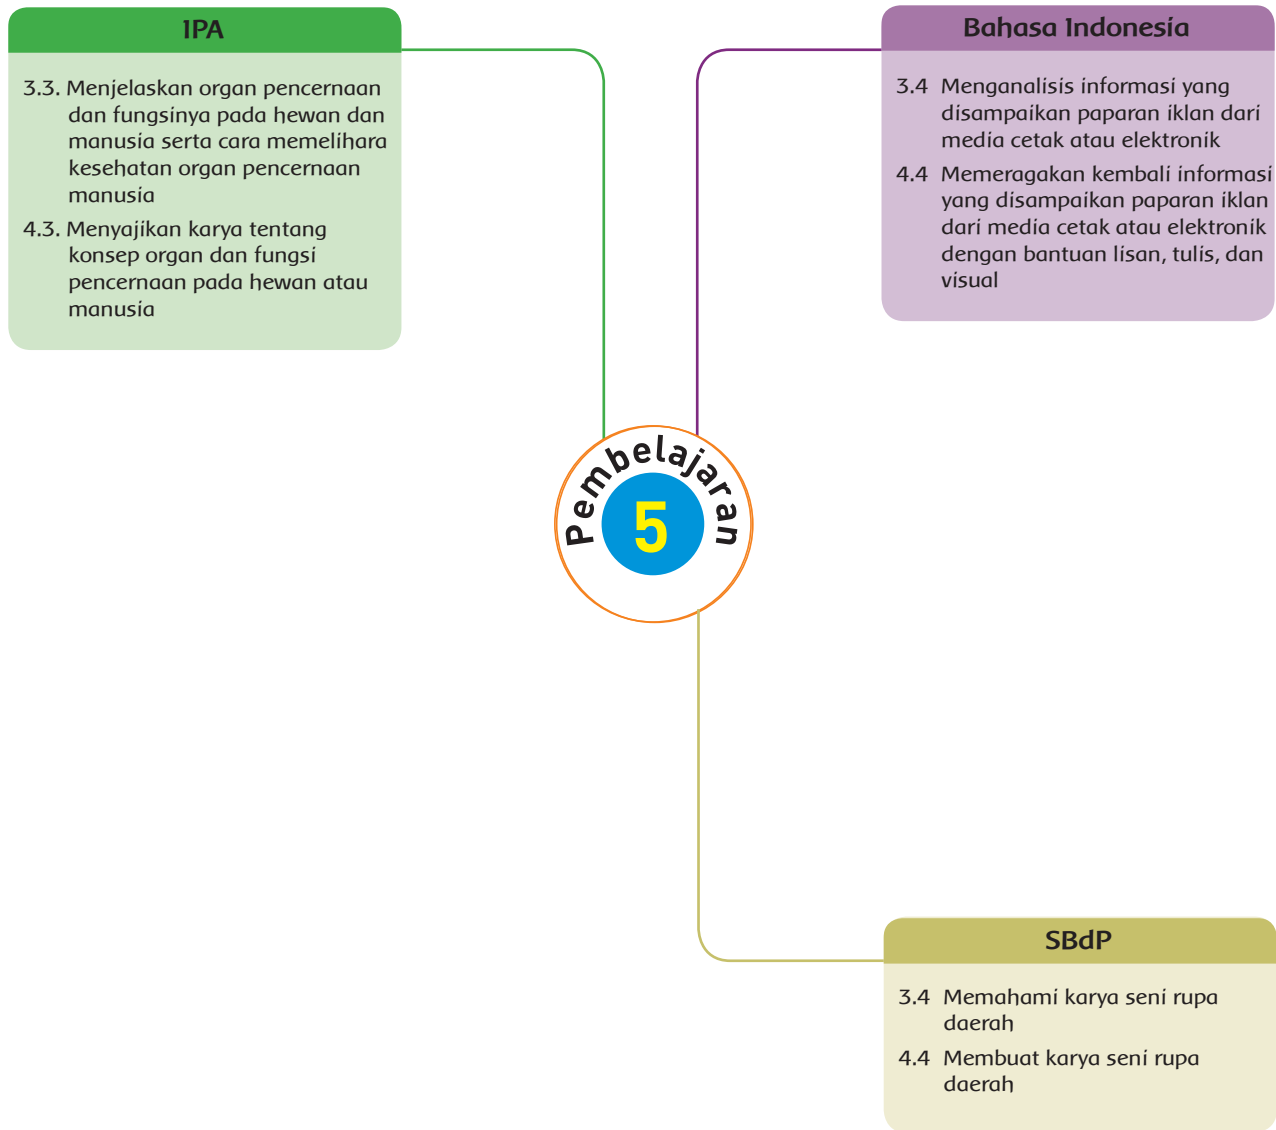 IPA
3.3. Menjelaskan organ pencernaan
dan fungsinya pada hewan dan
manusia serta cara memelihara
kesehatan organ pencernaan
manusia
4.3. Menyajikan karya tentang
konsep organ dan fungsi
pencernaan pada hewan atau
manusia
Bahasa Indonesia
3.4 Menganalisis informasi yang
disampaikan paparan iklan dari
media cetak atau elektronik
4.4 Memeragakan kembali informasi
yang disampaikan paparan iklan
dari media cetak atau elektronik
dengan bantuan lisan, tulis, dan
visual
Pembelajaran
5
SBdP
3.4 Memahami karya seni rupa
daerah
4.4 Membuat karya seni rupa
daerah